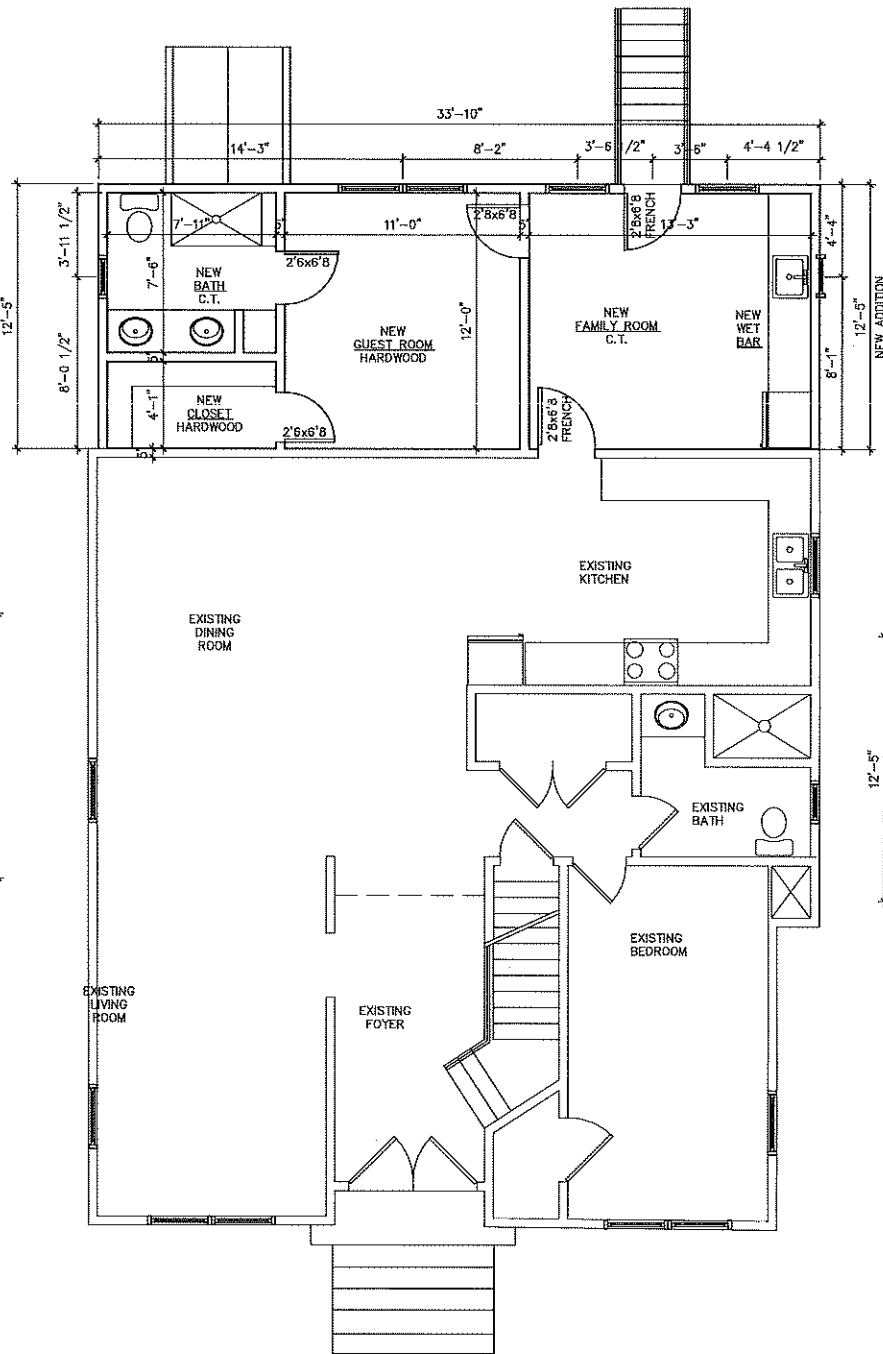 33'-10"
14'-3"
8'-2"
3'-6 1/2"
3'-6"
4'-4 1/2"
12'-5"
3'-11 1/2"
8'-0 1/2"
7'-11"
5"
11'-0"
2'8x6'8
5"
2'8x6'8
FRENCH
13'-3"
4'-4"
2'6x6'8
7'-6"
NEW
BATH
C.T.
NEW
GUEST ROOM
HARDWOOD
12'-0"
NEW
FAMILY ROOM
C.T.
NEW
WET
BAR
8'-1"
12'-5"
NEW ADDITION
5"
4'-1"
NEW
CLOSET
HARDWOOD
2'6x6'8
2'8x6'8
FRENCH
5"
EXISTING
KITCHEN
EXISTING
DINING
ROOM
12'-5"
EXISTING
BATH
EXISTING
BEDROOM
EXISTING
LIVING
ROOM
EXISTING
FOYER